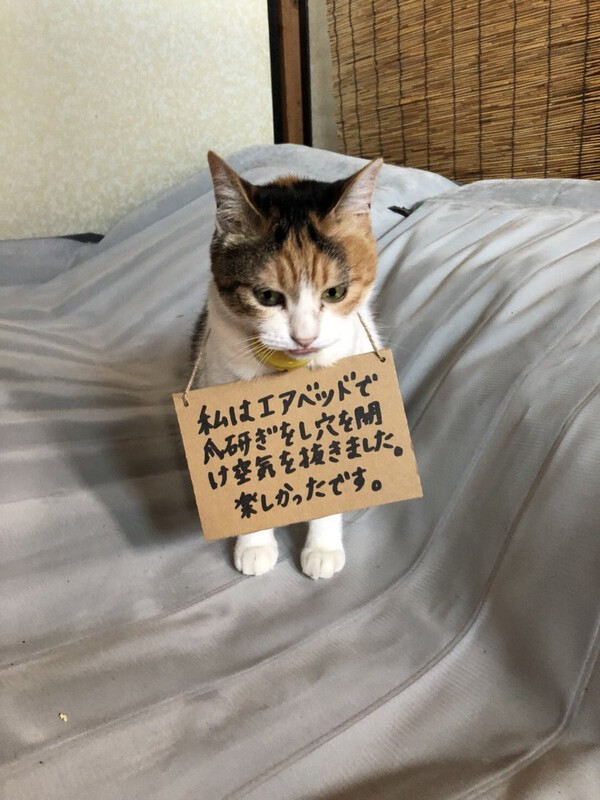 私はエアベッドで
爪研ぎをし穴を開
け空気を抜きました。
楽しかったです。